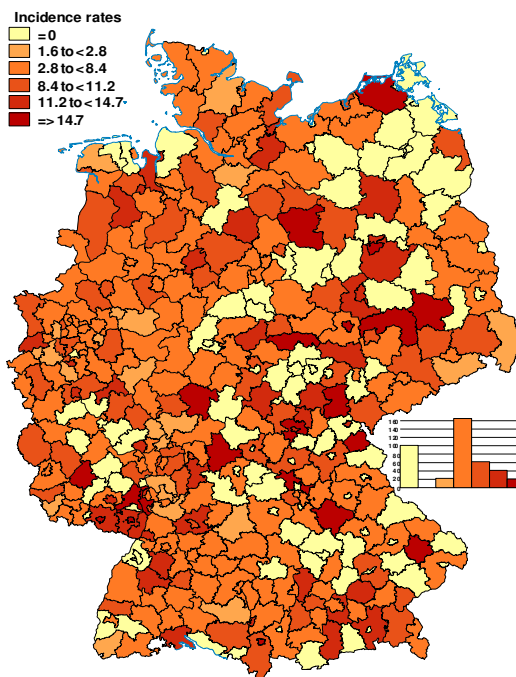 Incidence rates
= 0
1.6 to < 2.8
2.8 to < 8.4
8.4 to < 11.2
11.2 to < 14.7
=> 14.7
160
140
120
100
80
60
40
20
0